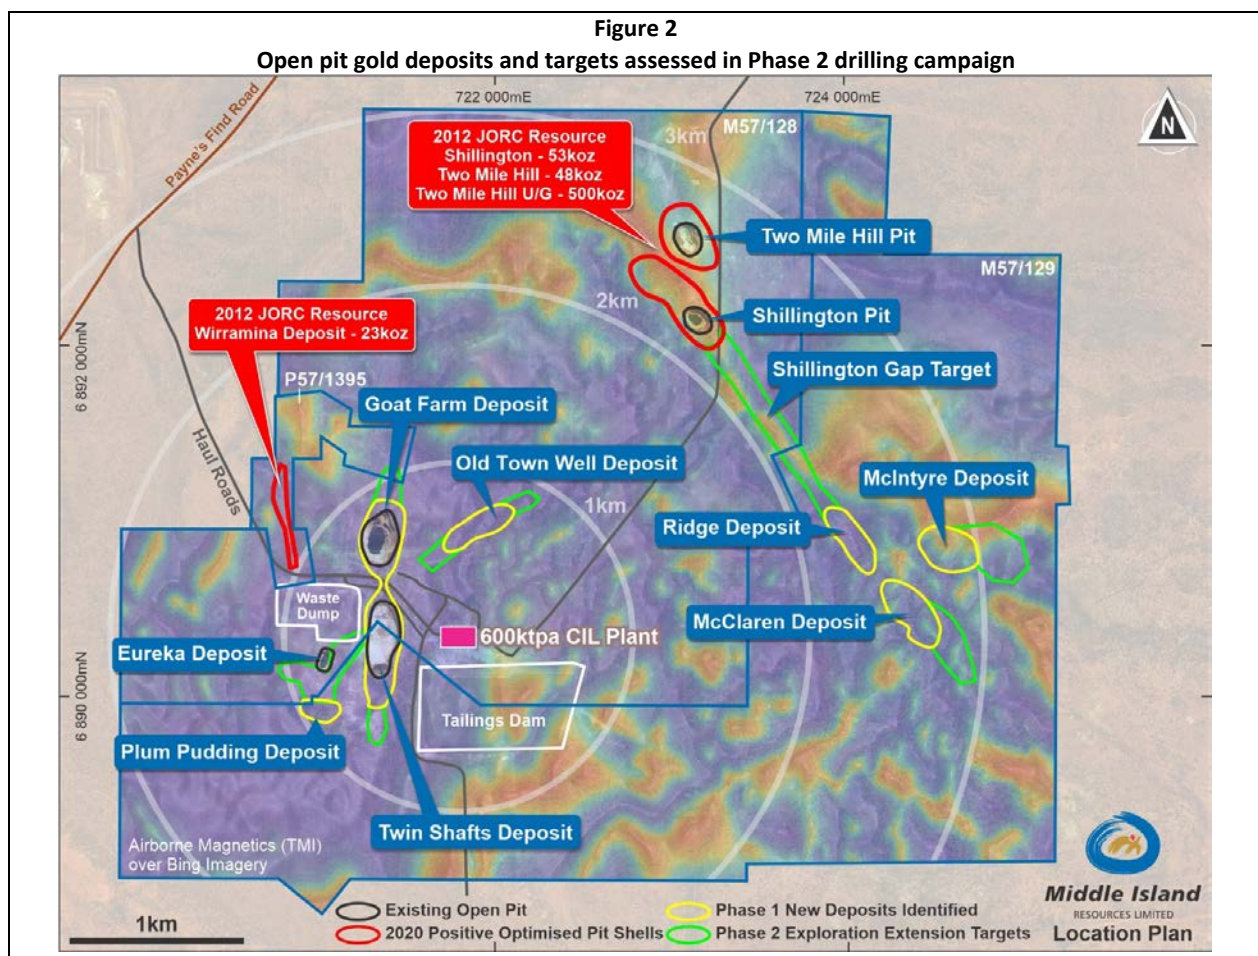 Figure 2
Open pit gold deposits and targets assessed in Phase 2 drilling campaign
722 000mE
724 000mE
Payne's Find Road
N
2012 JORC Resource
Shillington - 53koz
Two Mile Hill - 48koz
Two Mile Hill U/G - 500koz
3km
M57/128
Two Mile Hill Pit
M57/129
2km
Shillington Pit
2012 JORC Resource
Wirramina Deposit - 23koz
6 892 000mN
Shillington Gap Target
P57/1395
Goat Farm Deposit
Haul Roads
Old Town Well Deposit
McIntyre Deposit
1km
Ridge Deposit
Waste
Dump
McClaren Deposit
600ktpa CIL Plant
Eureka Deposit
6 890 000mN
Tailings Dam
Plum Pudding Deposit
Twin Shafts Deposit
Airborne Magnetics (TMI)
over Bing Imagery
Middle Island
RESOURCES LIMITED
Location Plan
1km
Existing Open Pit
2020 Positive Optimised Pit Shells
Phase 1 New Deposits Identified
Phase 2 Exploration Extension Targets